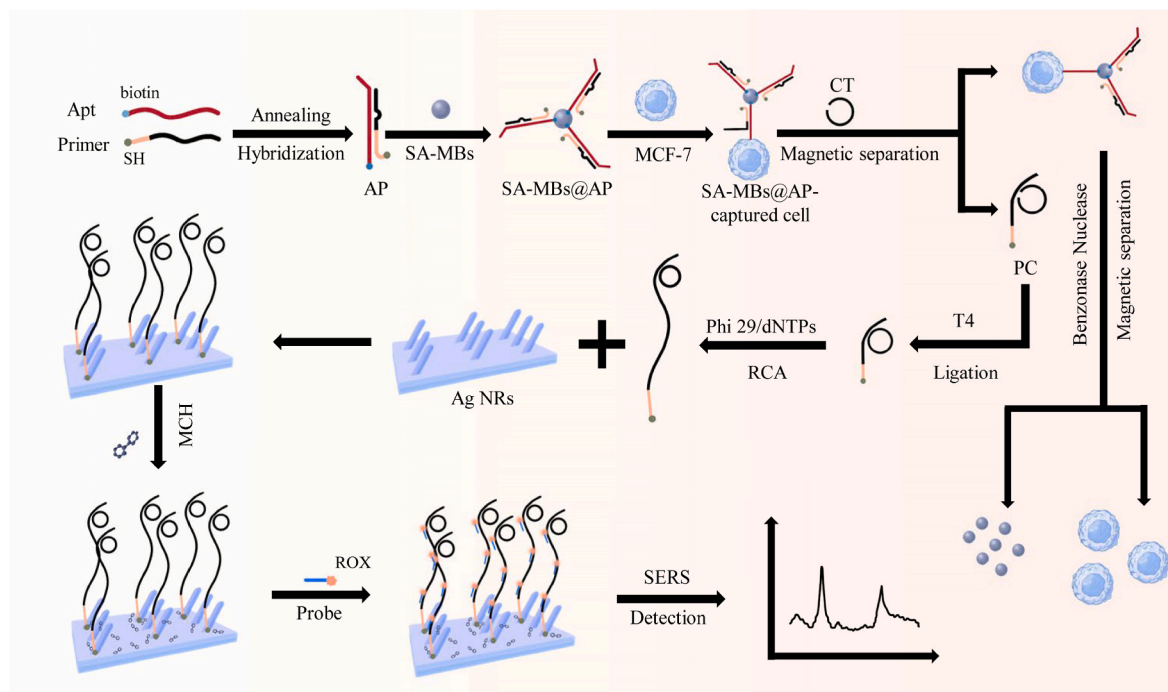 biotin
Apt
Primer
SH
Annealing
Hybridization
AP
SA-MBs
SA-MBs@AP
MCF-7
SA-MBs@AP-
captured cell
CT
Magnetic separation
PC
Benzonase Nuclease
Magnetic separation
T4
Ligation
Phi 29/dNTPs
RCA
Ag NRs
MCH
ROX
Probe
SERS
Detection